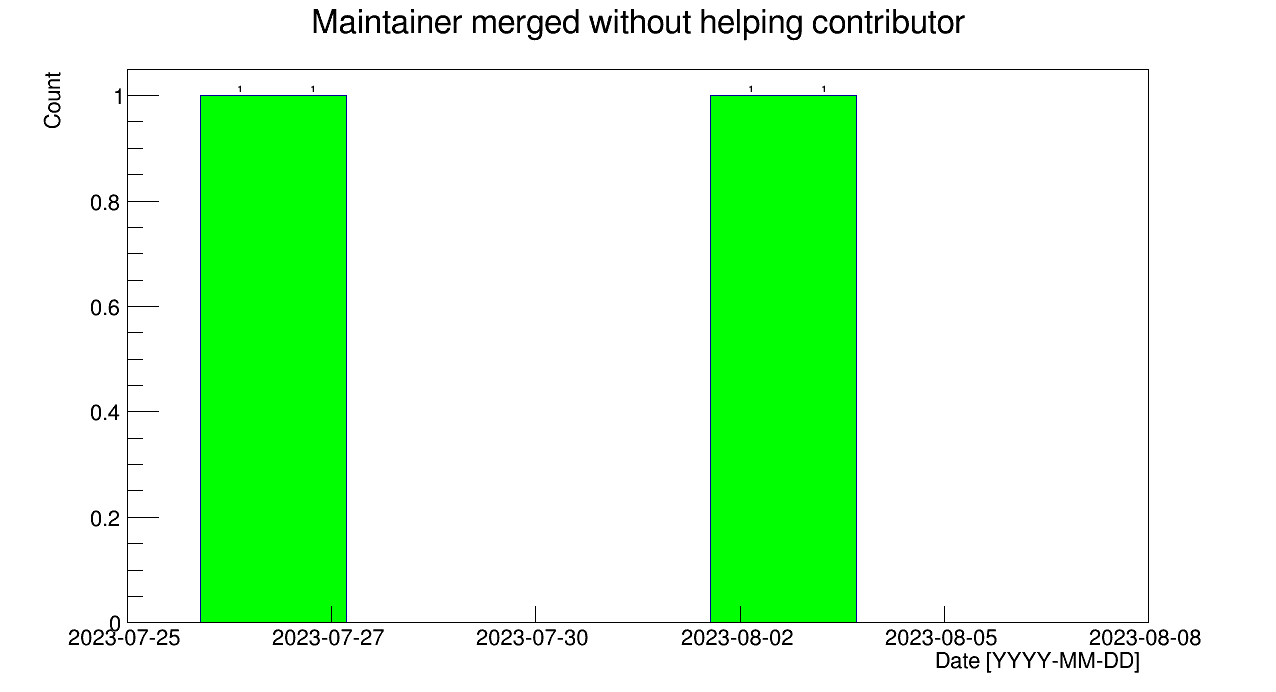 Maintainer merged without helping contributor
Count
1 1 1 1
1
0.8
0.6
0.4
0.2
0
2023-07-25 2023-07-27 2023-07-30 2023-08-02 2023-08-05 2023-08-08
Date [YYYY-MM-DD]